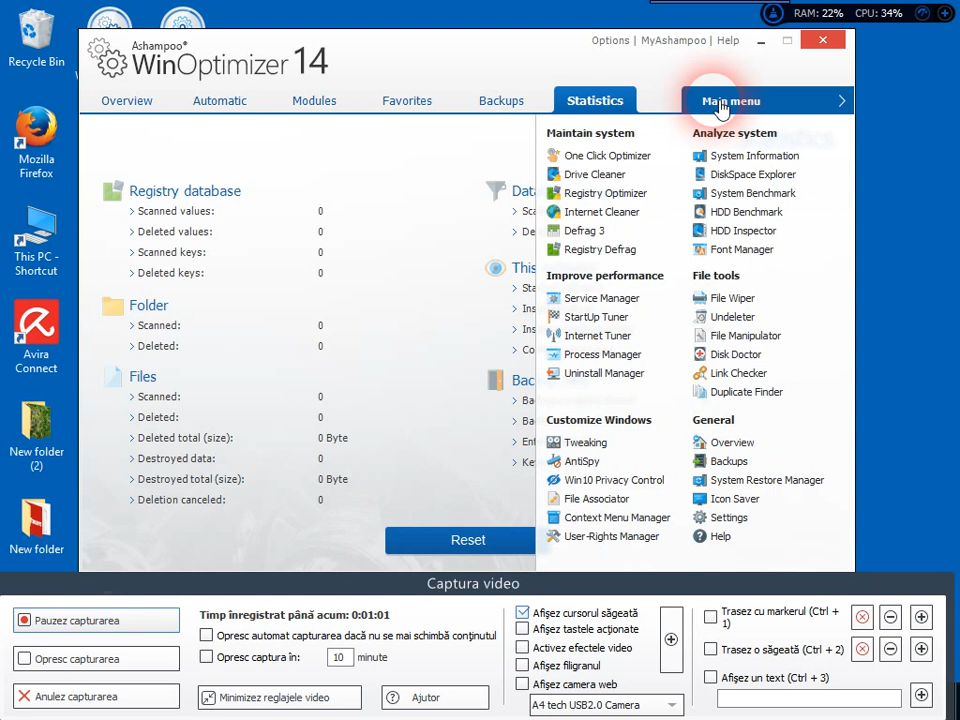 RAM: 22% CPU: 34%
Recycle Bin
Mozilla
Firefox
This PC -
Shortcut
Avira
Connect
New folder
(2)
New folder
Ashampoo®
WinOptimizer 14
Options | MyAshampoo | Help
Overview Automatic Modules Favorites Backups Statistics Main menu
Registry database
> Scanned values: 0
> Deleted values: 0
> Scanned keys: 0
> Deleted keys: 0
Folder
> Scanned: 0
> Deleted: 0
Files
> Scanned: 0
> Deleted: 0
> Deleted total (size): 0 Byte
> Destroyed data: 0
> Destroyed total (size): 0 Byte
> Deletion canceled: 0
Reset
Maintain system
One Click Optimizer
Drive Cleaner
Registry Optimizer
Internet Cleaner
Defrag 3
Registry Defrag
Improve performance
Service Manager
StartUp Tuner
Internet Tuner
Process Manager
Uninstall Manager
Customize Windows
Tweaking
AntiSpy
Win10 Privacy Control
File Associator
Context Menu Manager
User-Rights Manager
Analyze system
System Information
DiskSpace Explorer
System Benchmark
HDD Benchmark
HDD Inspector
Font Manager
File tools
File Wiper
Undeleter
File Manipulator
Disk Doctor
Link Checker
Duplicate Finder
General
Overview
Backups
System Restore Manager
Icon Saver
Settings
Help
Captura video
Pauzez capturarea
Opresc capturarea
Anulez capturarea
Timp înregistrat până acum: 0:01:01
Opresc automat capturarea dacă nu se mai schimbă conținutul
Opresc captura în: 10 minute
Minimizez reglajele video
Ajutor
Afișez cursorul săgeată
Afișez tastele acționate
Activez efectele video
Afișez filigranul
Afișez camera web
A4 tech USB2.0 Camera
Trasez cu markerul (Ctrl +
1)
Trasez o săgeată (Ctrl + 2)
Afișez un text (Ctrl + 3)